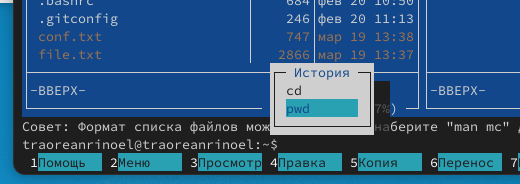 684 фев 20 10:50
.gitconfig 246 фев 20 11:13
conf.txt 747 мар 19 13:38
file.txt 2866 мар 19 13:37
История
cd
-ВВЕРХ- -ВВЕРХ-
pwd 7%)
Совет: Формат списка файлов мож наберите "man mc"
traoreanrinoel@traoreanrinoel:~$
1Помощь 2Меню 3Просмотр 4Правка 5Копия 6Перенос 7